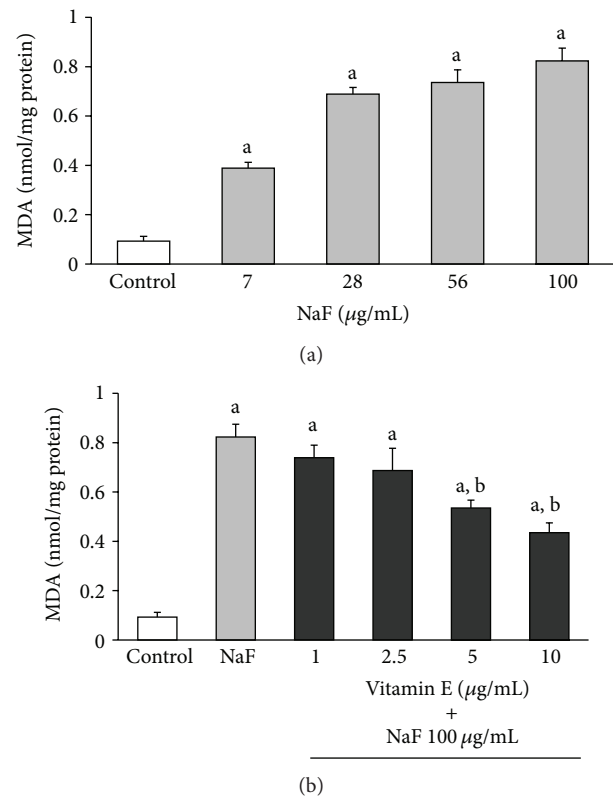 1
0.8
0.6
0.4
0.2
0
MDA (nmol/mg protein)
a
a
a
a
Control
7
28
56
100
NaF (μg/mL)
(a)
1
0.8
0.6
0.4
0.2
0
MDA (nmol/mg protein)
a
a
a
a, b
a, b
Control
NaF
1
2.5
5
10
Vitamin E (μg/mL)
+
NaF 100 μg/mL
(b)